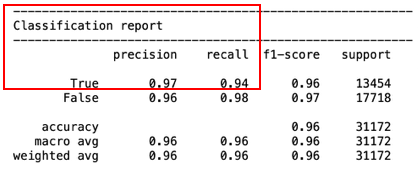 Classification report
precision recall f1-score support
True 0.97 0.94 0.96 13454
False 0.96 0.98 0.97 17718
accuracy 0.96 31172
macro avg 0.96 0.96 0.96 31172
weighted avg 0.96 0.96 0.96 31172